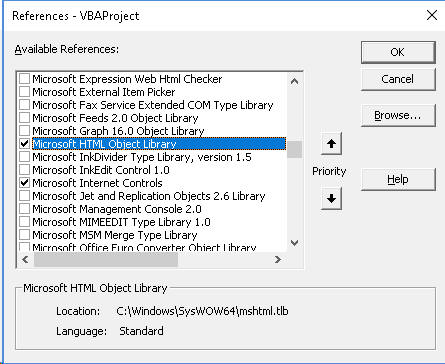 References - VBAProject
Available References:
OK
Microsoft Expression Web Html Checker
Microsoft External Item Picker
Cancel
Microsoft Fax Service Extended COM Type Library
Microsoft Feeds 2.0 Object Library
Browse...
Microsoft Graph 16.0 Object Library
Microsoft HTML Object Library
Microsoft InkDivider Type Library, version 1.5
Microsoft InkEdit Control 1.0
Priority
Microsoft Internet Controls
Help
Microsoft Jet and Replication Objects 2.6 Library
Microsoft Management Console 2.0
Microsoft MIMEEDIT Type Library 1.0
Microsoft MSM Merge Type Library
Microsoft Office Euro Converter Object Library
Microsoft HTML Object Library
Location: C:\Windows\SysWOW64\mshtml.tlb
Language: Standard